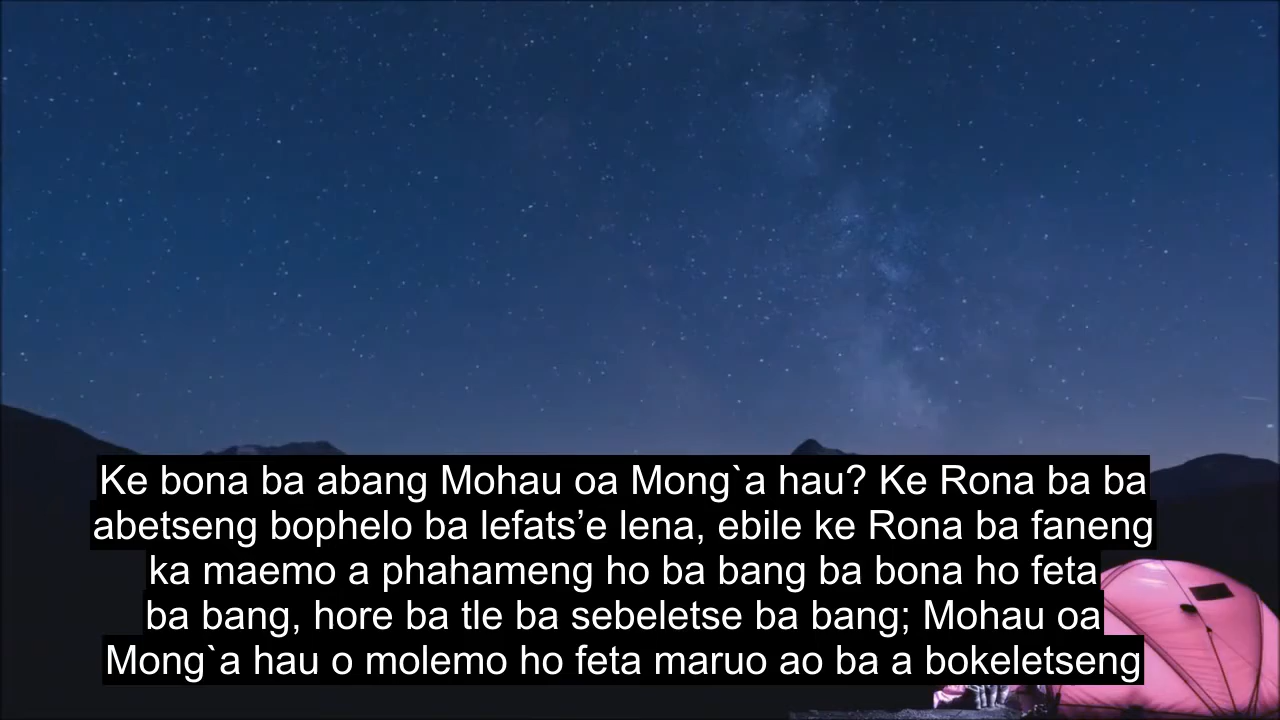 Ke bona ba abang Mohau oa Mong`a hau? Ke Rona ba ba
abetseng bophelo ba lefats’e lena, ebile ke Rona ba faneng
ka maemo a phahameng ho ba bang ba bona ho feta
ba bang, hore ba tle ba sebeletse ba bang; Mohau oa
Mong`a hau o molemo ho feta maruo ao ba a bokeletseng